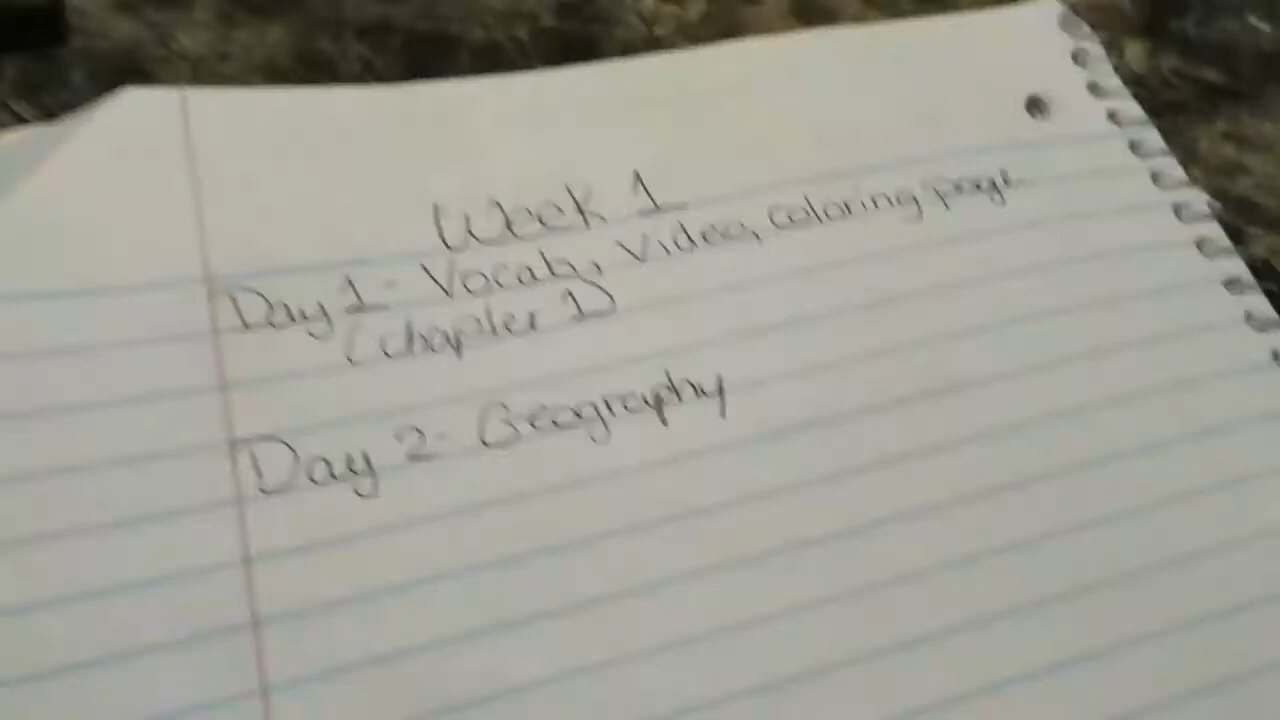 Week 1
Day 1- Vocab, Video, coloring page
(chapter 1)
Day 2- Geography